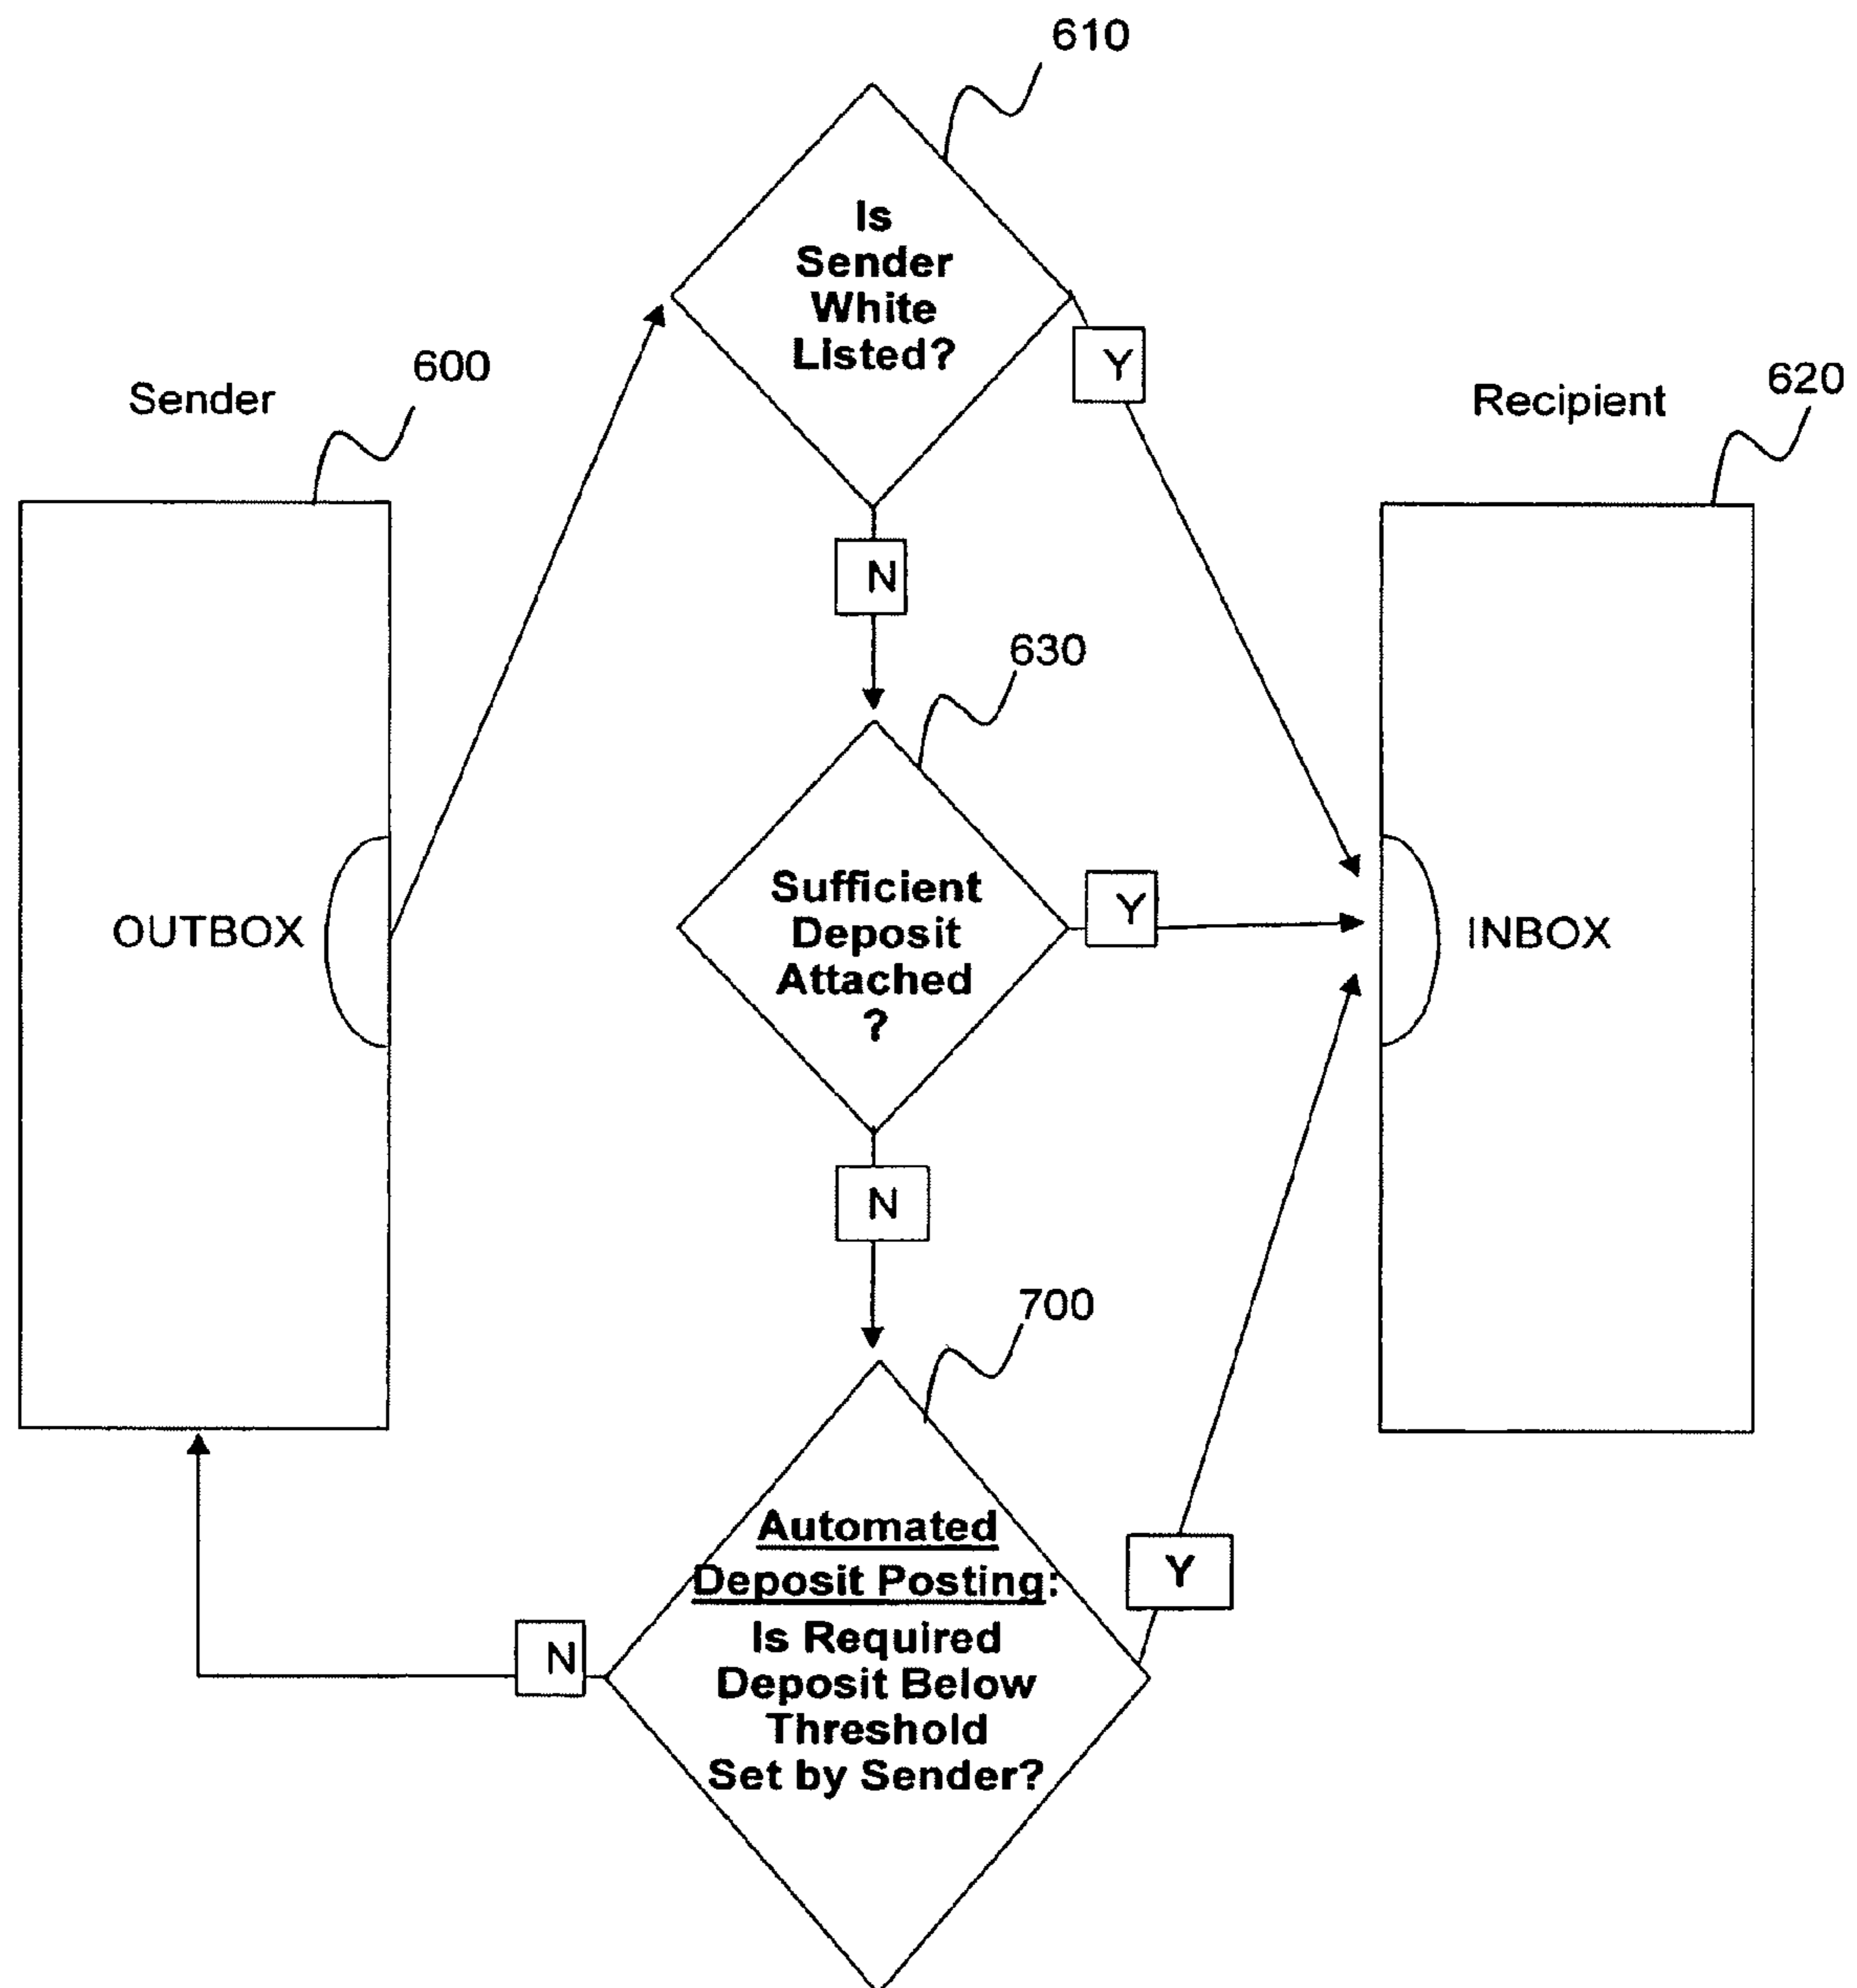 610
Is
Sender
White
Listed?
Y
Sender
600
Recipient
620
N
630
OUTBOX
Sufficient
Deposit
Attached
?
Y
INBOX
N
700
Automated
Deposit Posting:
Is Required
Deposit Below
Threshold
Set by Sender?
Y
N